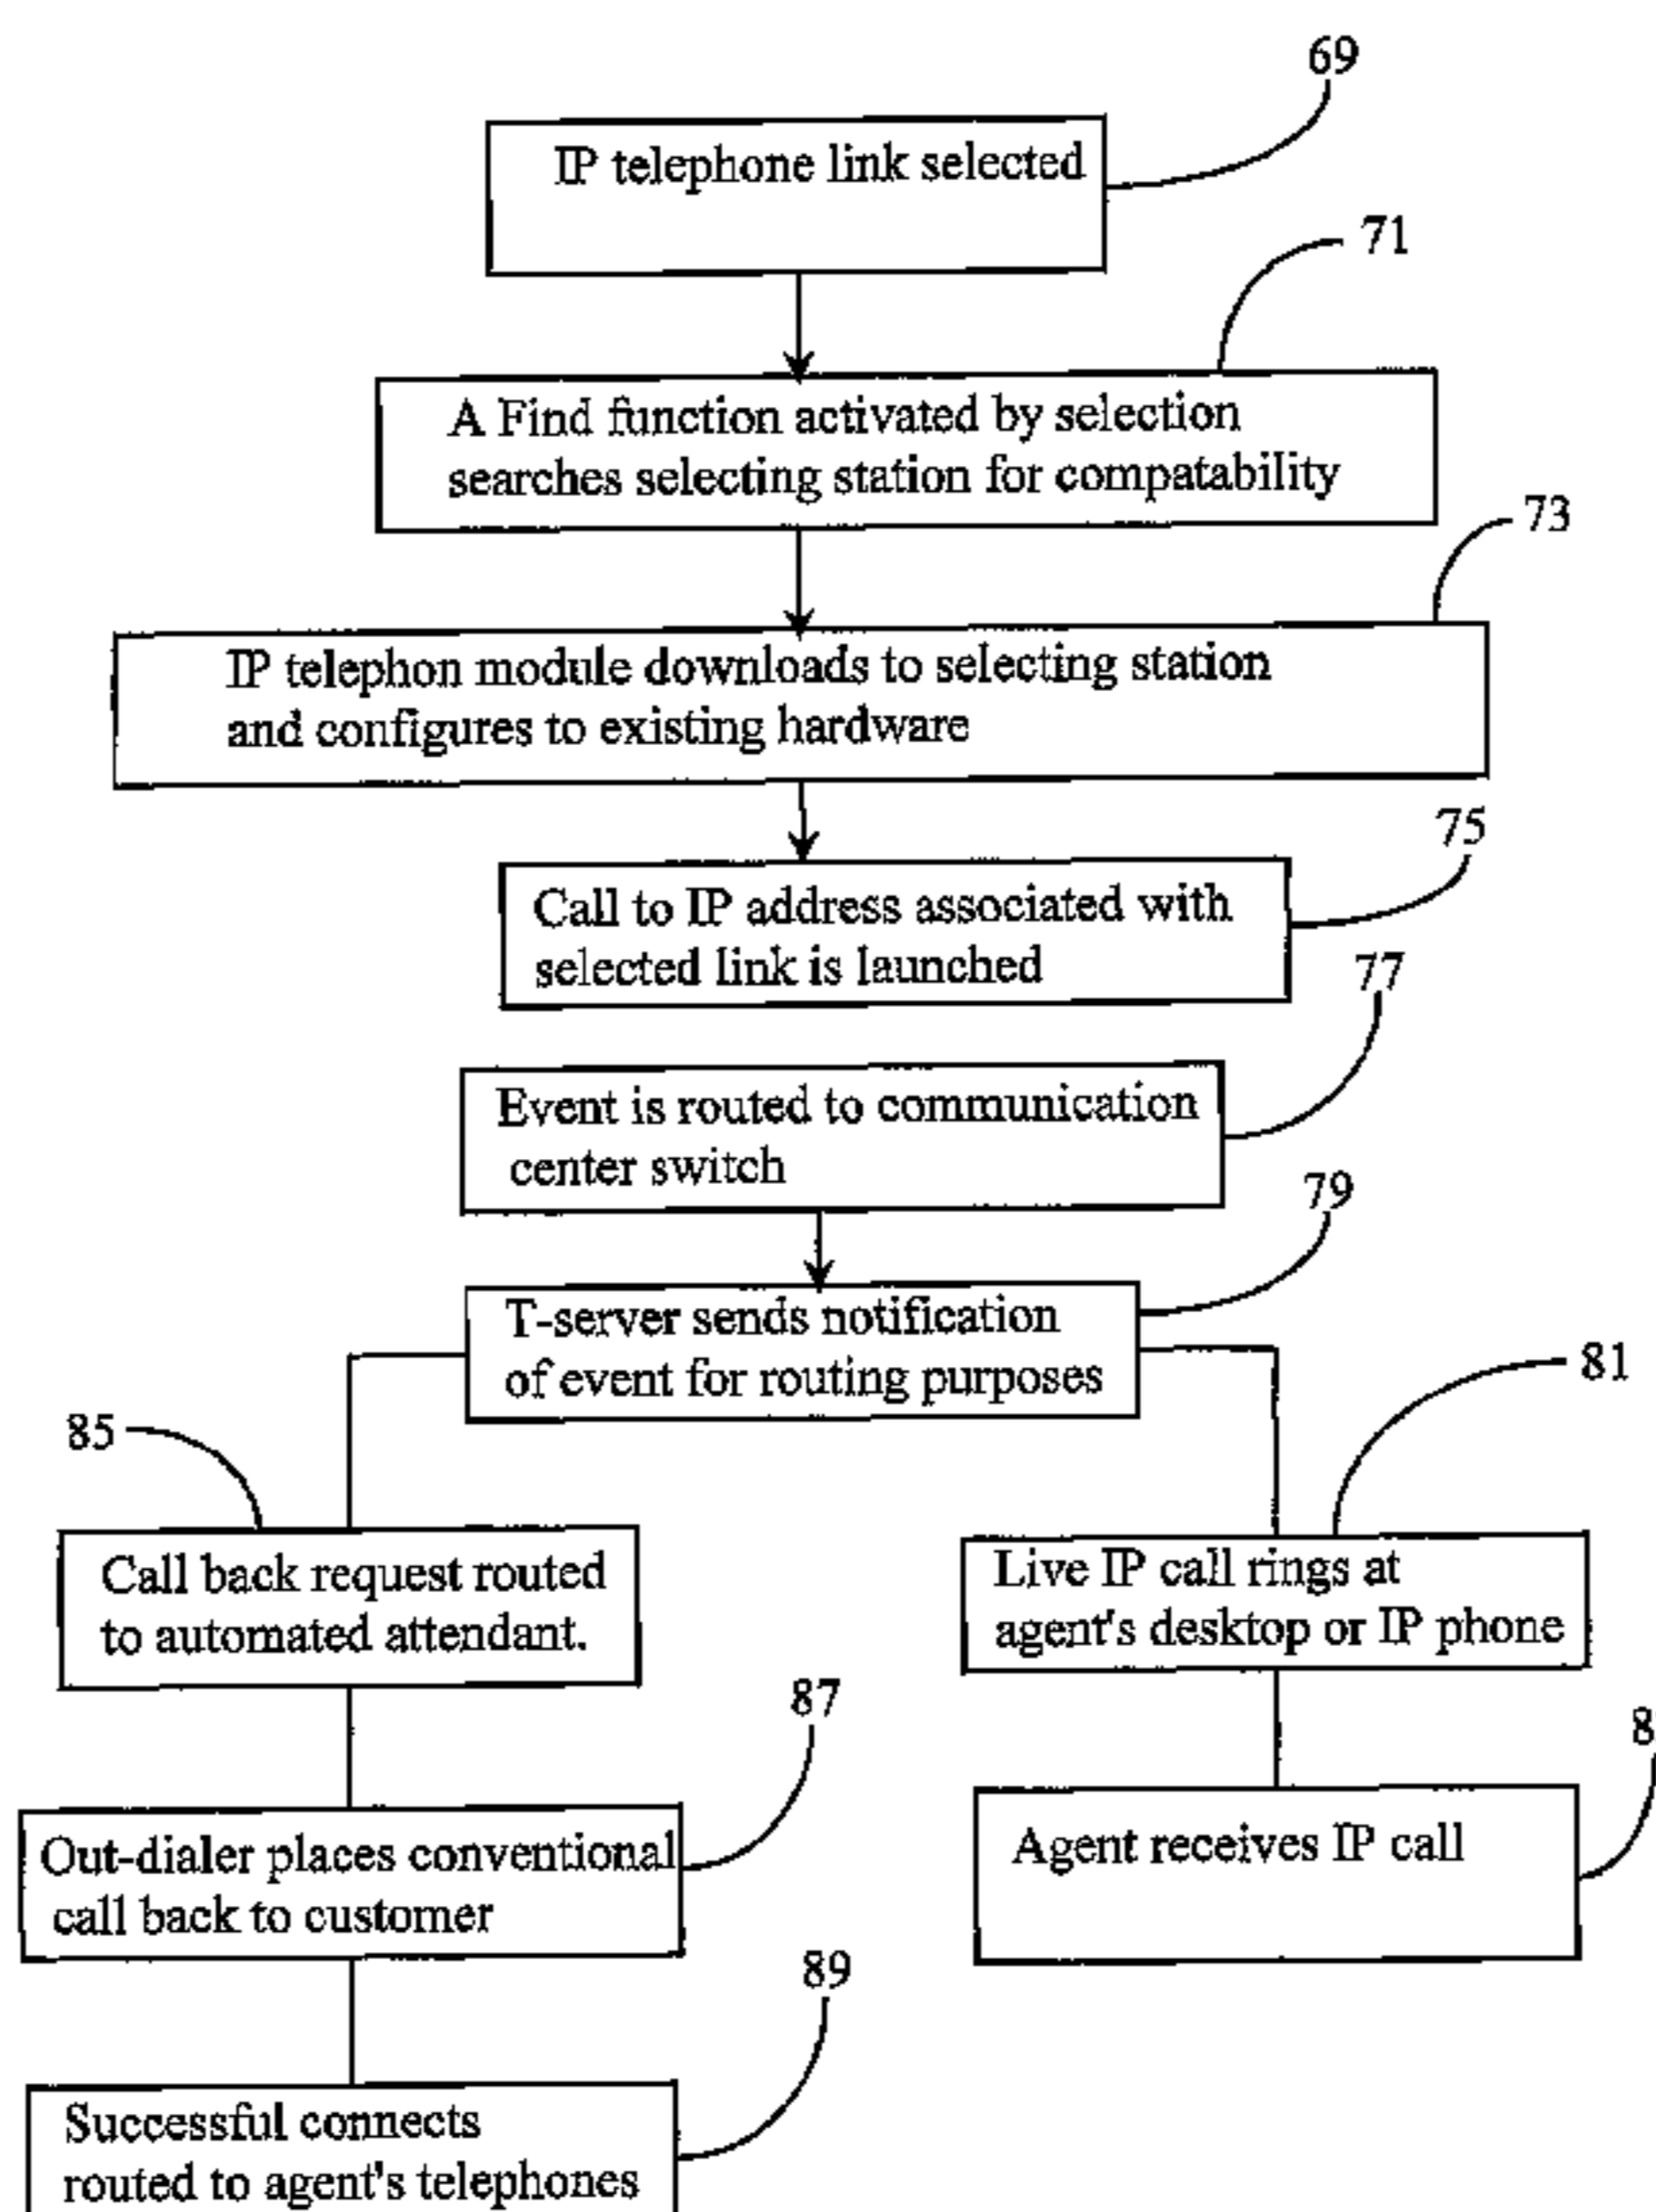 69
IP telephone link selected
71
A Find function activated by selection
searches selecting station for compatability
73
IP telephon module downloads to selecting station
and configures to existing hardware
75
Call to IP address associated with
selected link is launched
77
Event is routed to communication
center switch
79
T-server sends notification
of event for routing purposes
81
85
Call back request routed
to automated attendant.
Live IP call rings at
agent's desktop or IP phone
87
Out-dialer places conventional
call back to customer
Agent receives IP call
89
Successful connects
routed to agent's telephones